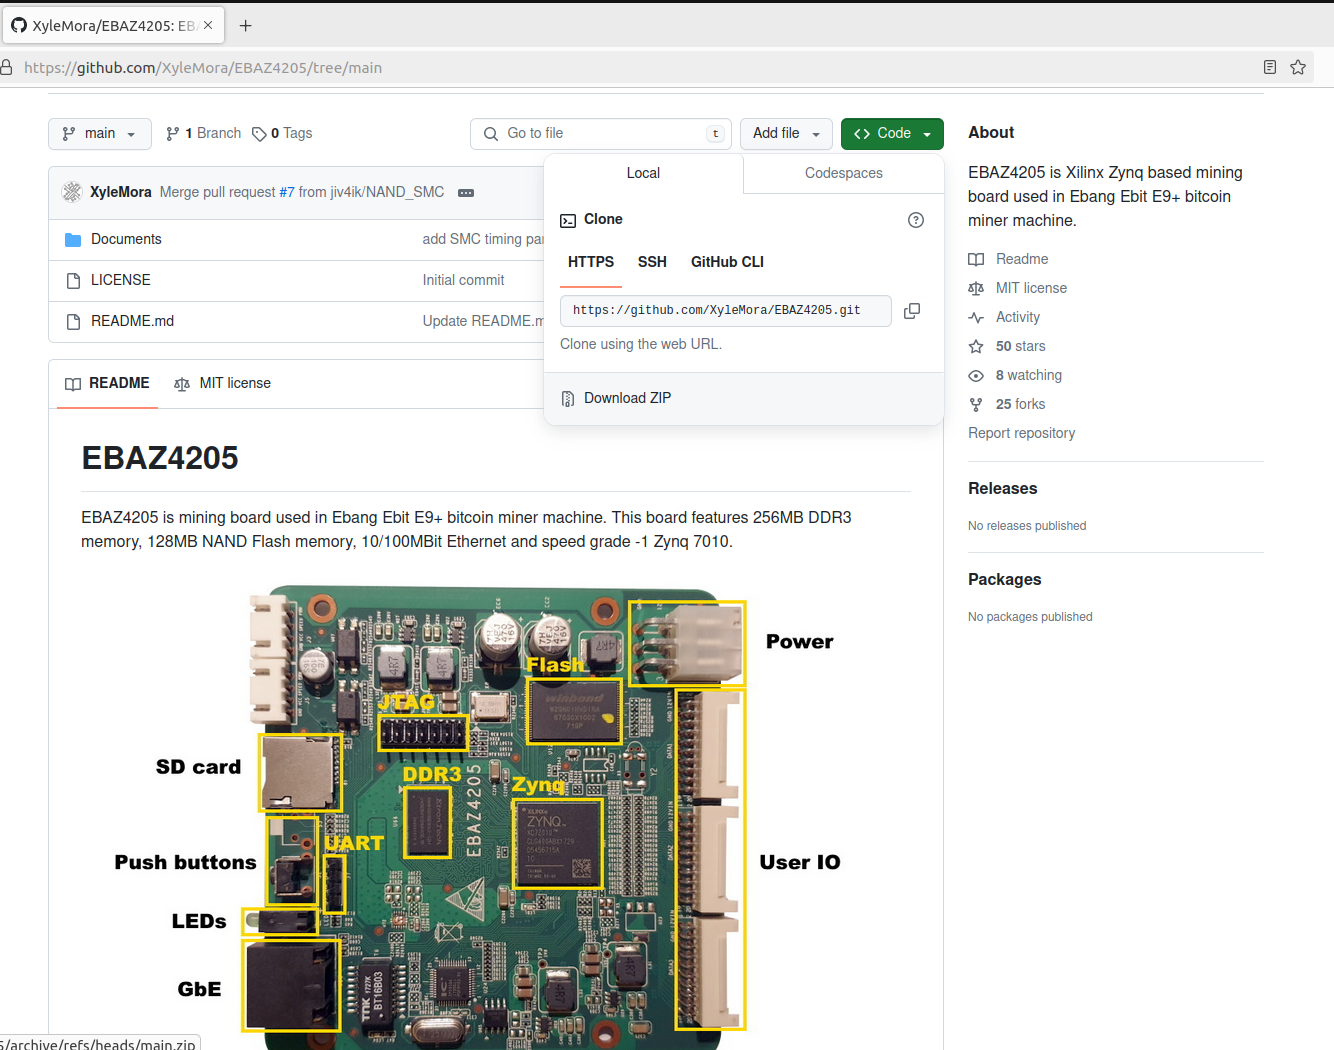 XyleMora/EBAZ4205: EB
https://github.com/XyleMora/EBAZ4205/tree/main
main
1 Branch
0 Tags
Go to file
t
Add file
Code
XyleMora Merge pull request #7 from jiv4ik/NAND_SMC
Documents
add SMC timing par
LICENSE
Initial commit
README.md
Update README.m
Local
Codespaces
Clone
HTTPS
SSH
GitHub CLI
https://github.com/XyleMora/EBAZ4205.git
Clone using the web URL.
Download ZIP
About
EBAZ4205 is Xilinx Zynq based mining
board used in Ebang Ebit E9+ bitcoin
miner machine.
Readme
MIT license
Activity
50 stars
8 watching
25 forks
Report repository
Releases
No releases published
Packages
No packages published
README
MIT license
EBAZ4205
EBAZ4205 is mining board used in Ebang Ebit E9+ bitcoin miner machine. This board features 256MB DDR3
memory, 128MB NAND Flash memory, 10/100MBit Ethernet and speed grade -1 Zynq 7010.
Power
Flash
winbond
JTAG
4R7
4R7
4R7
SD card
DDR3
Zynq
EBAZ4205
XILINX
ZYNQ
UART
Push buttons
User IO
LEDs
GbE
BT16B03
5/archive/refs/heads/main.zip